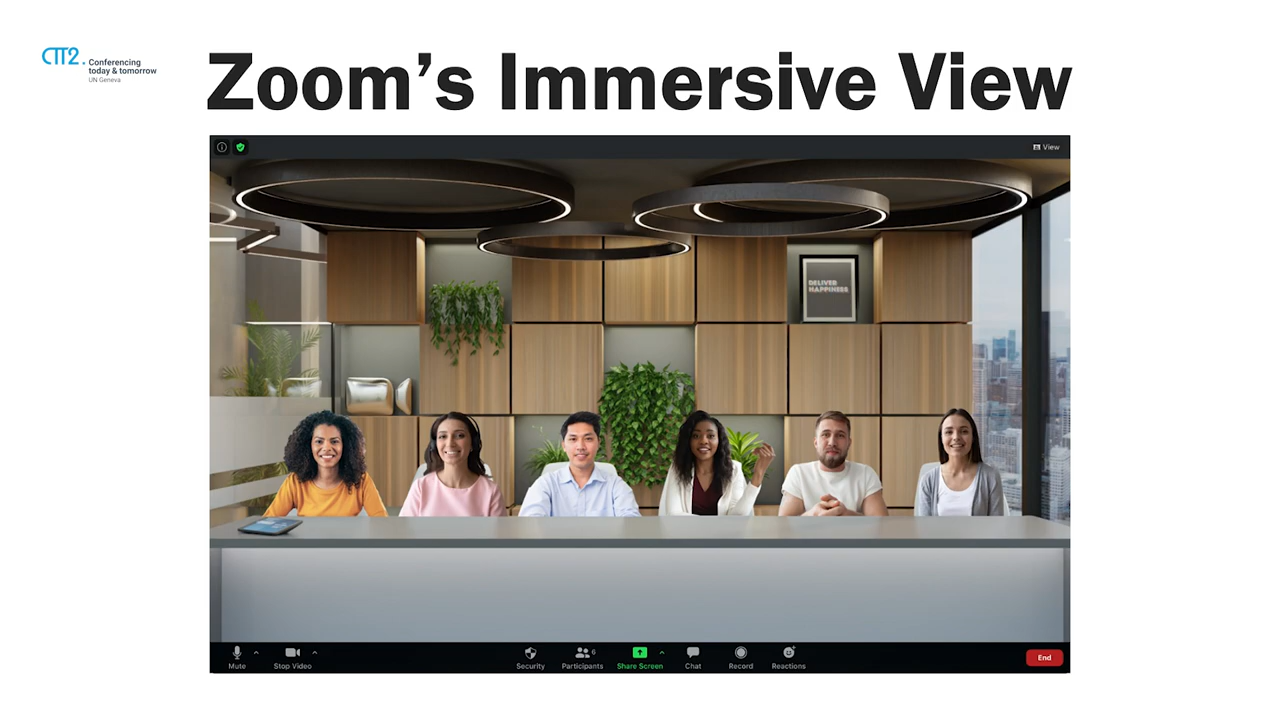 CTT2.
Conferencing
today & tomorrow
UN Geneva
Zoom’s Immersive View
View
DELIVER
HAPPINESS
Mute
Stop Video
Security
6
Participants
Share Screen
Chat
Record
Reactions
End